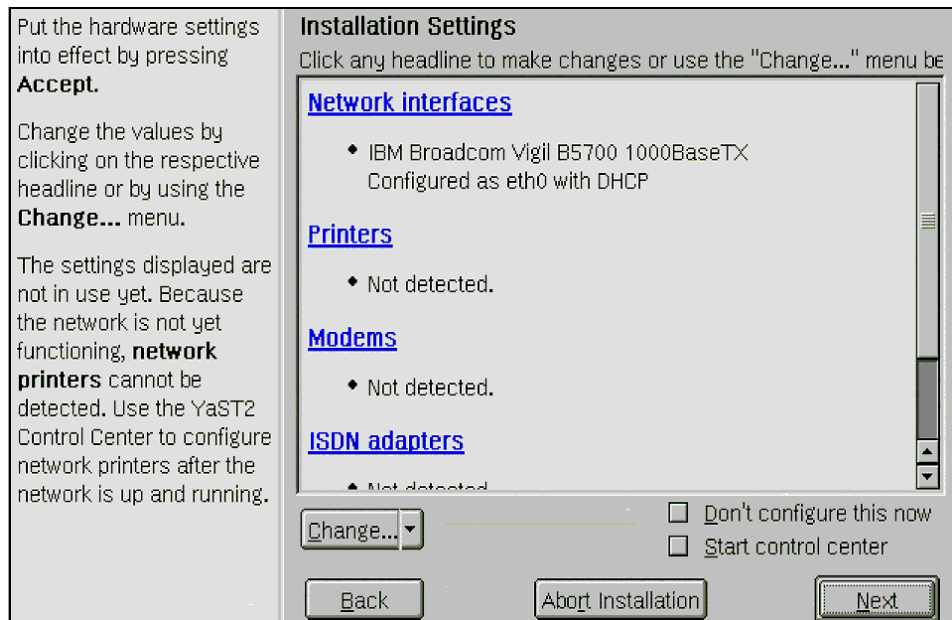 Put the hardware settings
into effect by pressing
Accept.
Change the values by
clicking on the respective
headline or by using the
Change... menu.
The settings displayed are
not in use yet. Because
the network is not yet
functioning, network
printers cannot be
detected. Use the YaST2
Control Center to configure
network printers after the
network is up and running.
Installation Settings
Click any headline to make changes or use the "Change..." menu be
Network interfaces
• IBM Broadcom Vigil B5700 1000BaseTX
Configured as eth0 with DHCP
Printers
• Not detected.
Modems
• Not detected.
ISDN adapters
• Not detected
Change...
Don't configure this now
Start control center
Back
Abort Installation
Next